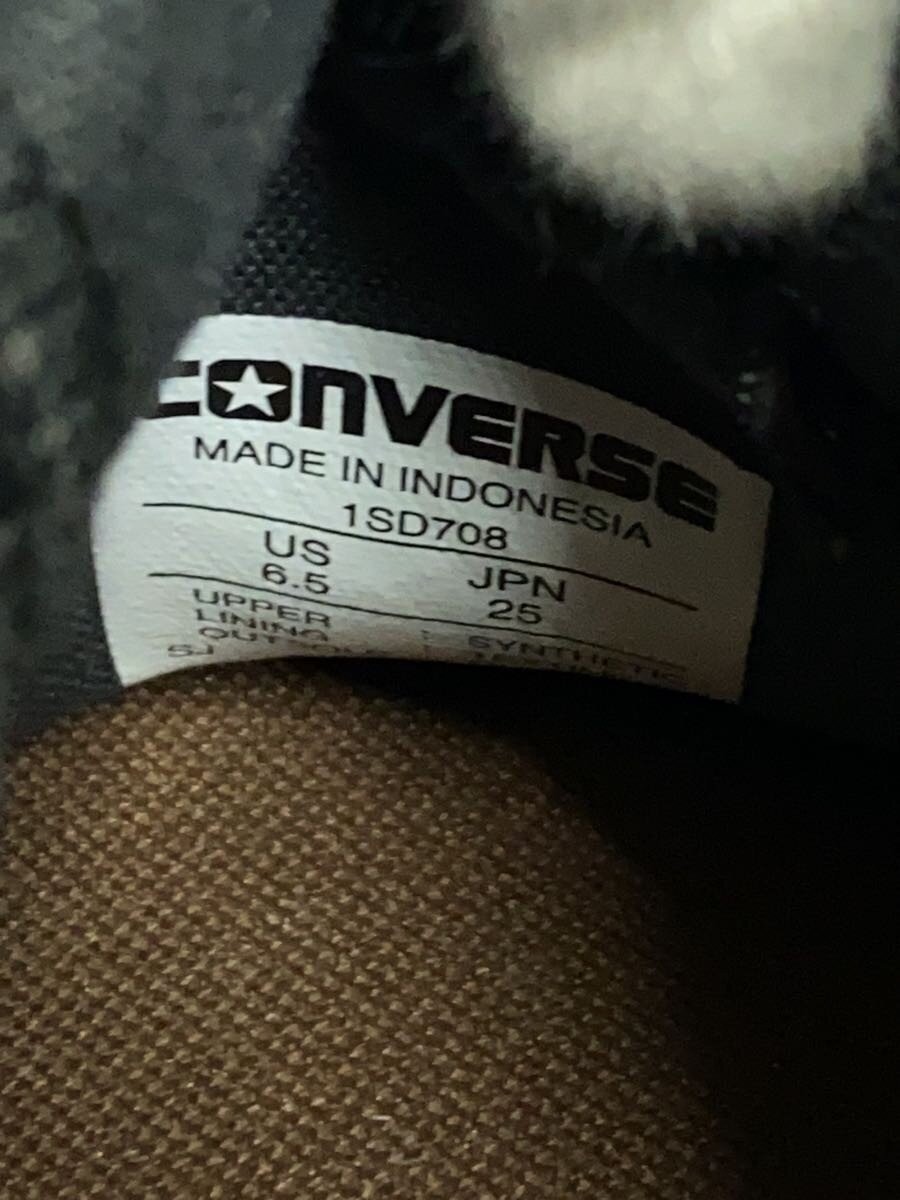 CONVERSE
MADE IN INDONESIA
1SD708
US JPN
6.5 25
UPPER : SYNTHETIC
LINING